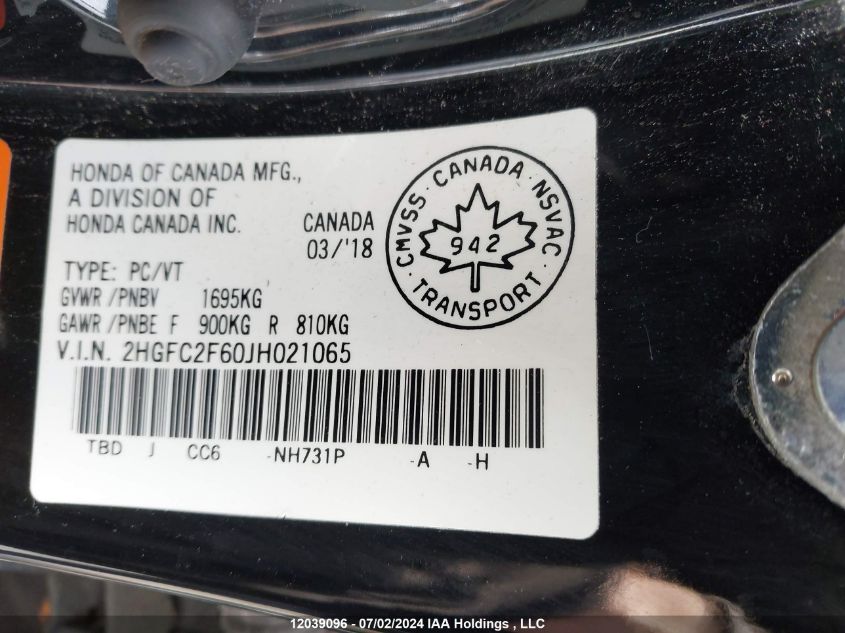 HONDA OF CANADA MFG.,
A DIVISION OF
HONDA CANADA INC.
CANADA
03/'18
CMVSS · CANADA · NSVAC · TRANSPORT ·
942
TYPE: PC/VT
GVWR/PNBV 1695KG
GAWR/PNBE F 900KG R 810KG
V.I.N. 2HGFC2F60JH021065
TBD J CC6 -NH731P -A -H
12039096 - 07/02/2024 IAA Holdings , LLC